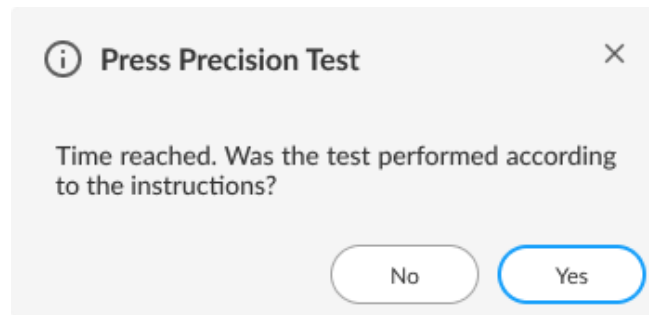 Press Precision Test
Time reached. Was the test performed according
to the instructions?
No
Yes